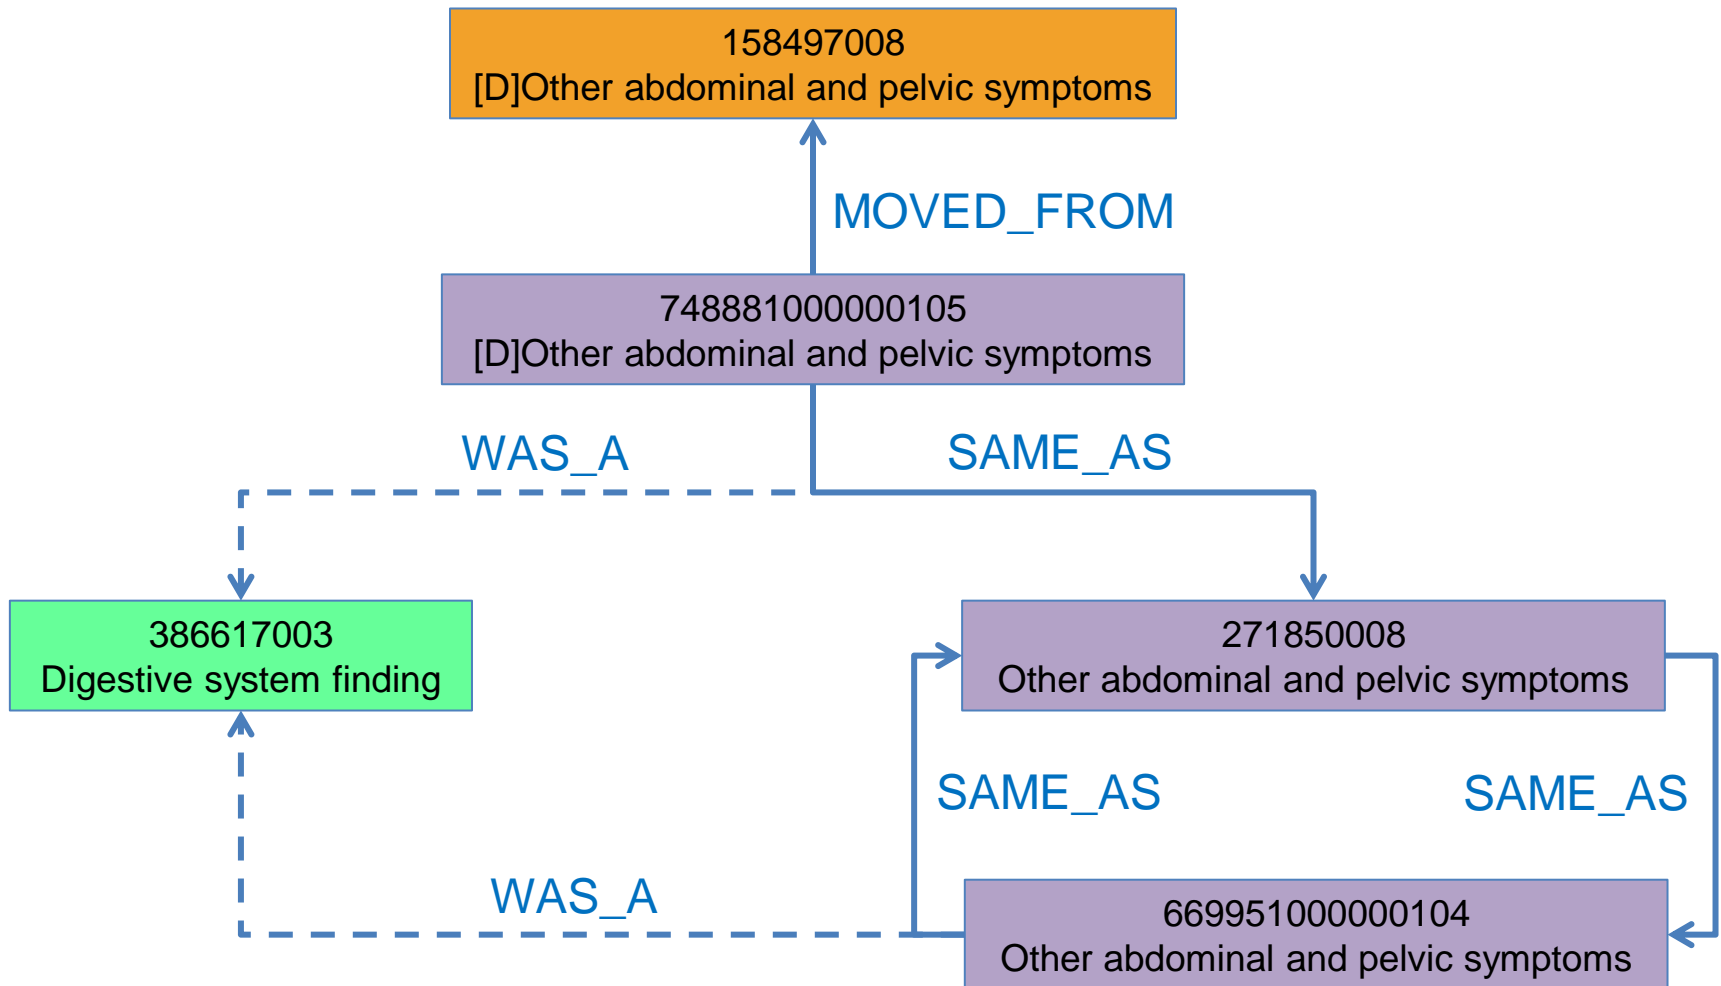 158497008
[D]Other abdominal and pelvic symptoms
MOVED_FROM
748881000000105
[D]Other abdominal and pelvic symptoms
WAS_A
SAME_AS
386617003
Digestive system finding
271850008
Other abdominal and pelvic symptoms
SAME_AS
SAME_AS
WAS_A
669951000000104
Other abdominal and pelvic symptoms